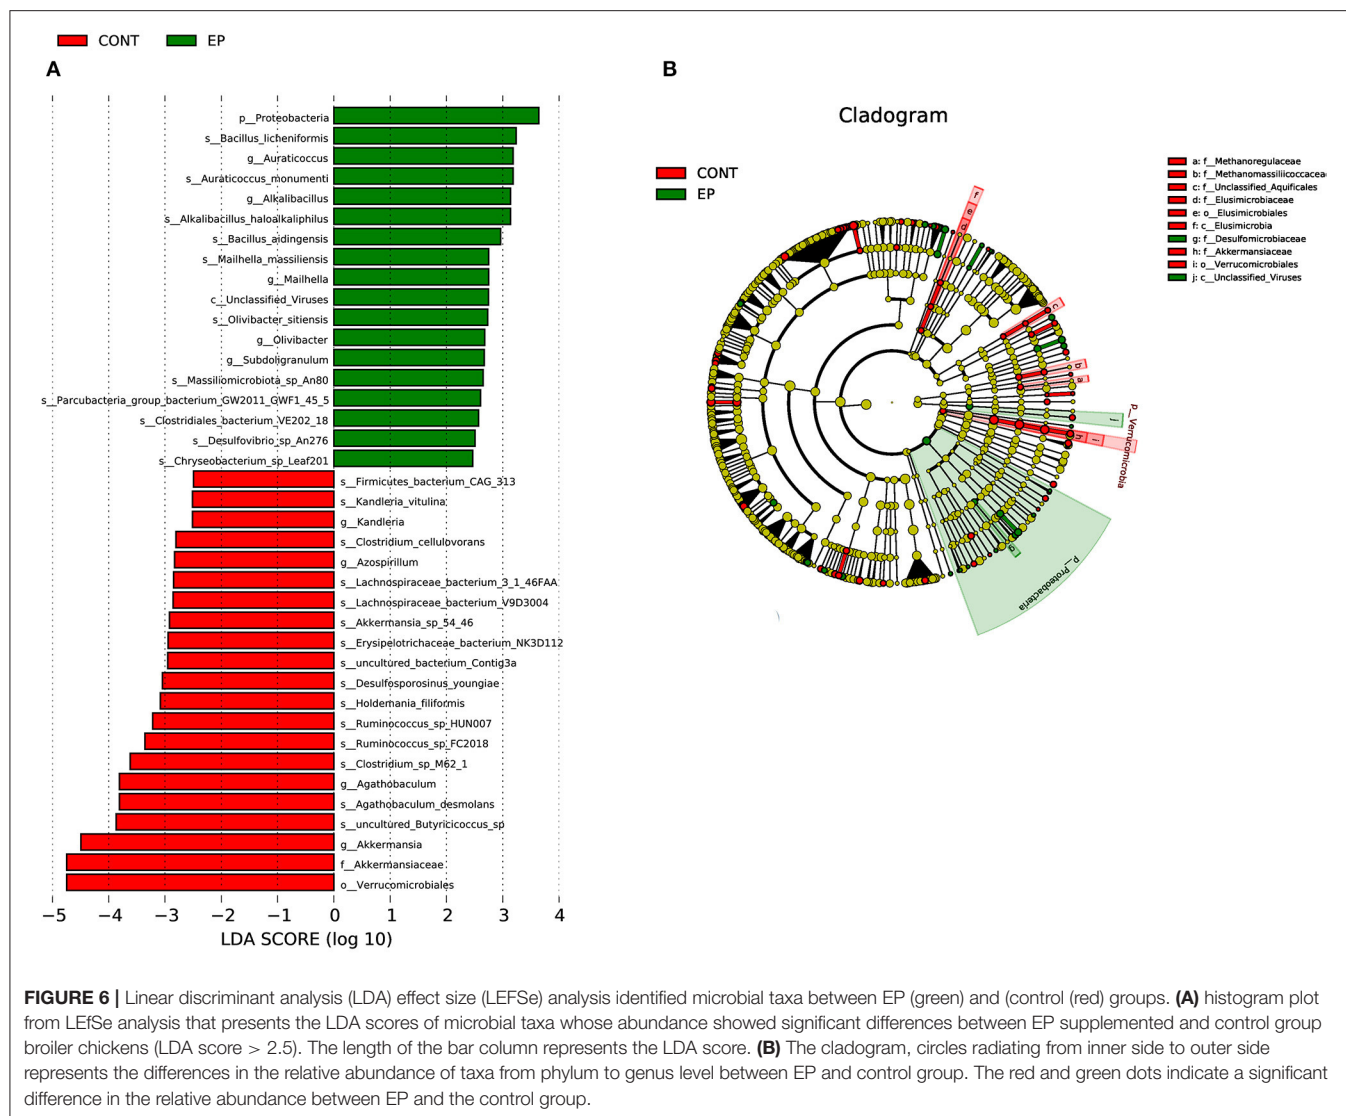 CONT EP
A
p__Proteobacteria
s__Bacillus_licheniformis
g__Auraticoccus
s__Auraticoccus_monumenti
g__Alkalibacillus
s__Alkalibacillus_haloalkaliphilus
s__Bacillus_aidingensis
s__Mailhella_massiliensis
g__Mailhella
c__Unclassified_Viruses
s__Olivibacter_sitiensis
g__Olivibacter
g__Subdoligranulum
s__Massiliomicrobiota_sp_An80
s__Parcubacteria_group_bacterium_GW2011_GWF1_45_5
s__Clostridiales_bacterium_VE202_18
s__Desulfovibrio_sp_An276
s__Chryseobacterium_sp_Leaf201
s__Firmicutes_bacterium_CAG_313
s__Kandleria_vitulina
g__Kandleria
s__Clostridium_cellulovorans
g__Azospirillum
s__Lachnospiraceae_bacterium_3_1_46FAA
s__Lachnospiraceae_bacterium_V9D3004
s__Akkermansia_sp_54_46
s__Erysipelotrichaceae_bacterium_NK3D112
s__uncultured_bacterium_Contig3a
s__Desulfosporosinus_youngiae
s__Holdemania_filiformis
s__Ruminococcus_sp_HUN007
s__Ruminococcus_sp_FC2018
s__Clostridium_sp_M62_1
g__Agathobaculum
s__Agathobaculum_desmolans
s__uncultured_Butyricicoccus_sp
g__Akkermansia
f__Akkermansiaceae
o__Verrucomicrobiales
−5 −4 −3 −2 −1 0 1 2 3 4
LDA SCORE (log 10)
B
Cladogram
CONT
EP
a: f__Methanoregulaceae
b: f__Methanomassiliicoccaceae
c: f__Unclassified_Aquificales
d: f__Elusimicrobiaceae
e: o__Elusimicrobiales
f: c__Elusimicrobia
g: f__Desulfomicrobiaceae
h: f__Akkermansiaceae
i: o__Verrucomicrobiales
j: c__Unclassified_Viruses
f
e
d
c
b
a
j
h
i
p__Verrucomicrobia
g
p__Proteobacteria
FIGURE 6 | Linear discriminant analysis (LDA) effect size (LEFSe) analysis identified microbial taxa between EP (green) and (control (red) groups. (A) histogram plot
from LEfSe analysis that presents the LDA scores of microbial taxa whose abundance showed significant differences between EP supplemented and control group
broiler chickens (LDA score > 2.5). The length of the bar column represents the LDA score. (B) The cladogram, circles radiating from inner side to outer side
represents the differences in the relative abundance of taxa from phylum to genus level between EP and control group. The red and green dots indicate a significant
difference in the relative abundance between EP and the control group.